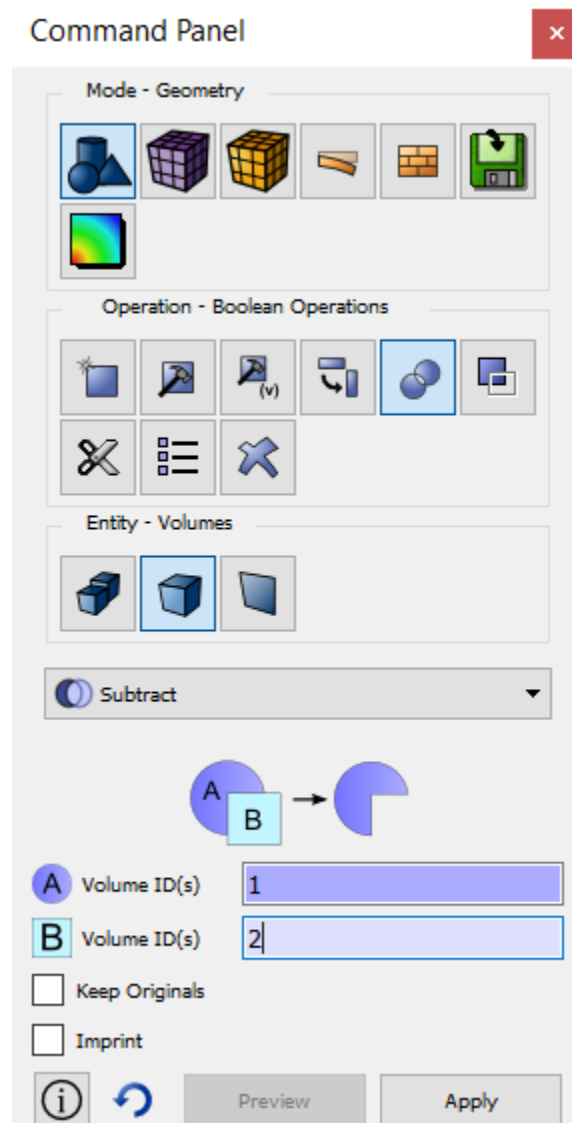 Command Panel
Mode - Geometry
Operation - Boolean Operations
(v)
Entity - Volumes
Subtract
A
B
A Volume ID(s) 1
B Volume ID(s) 2
Keep Originals
Imprint
Preview Apply